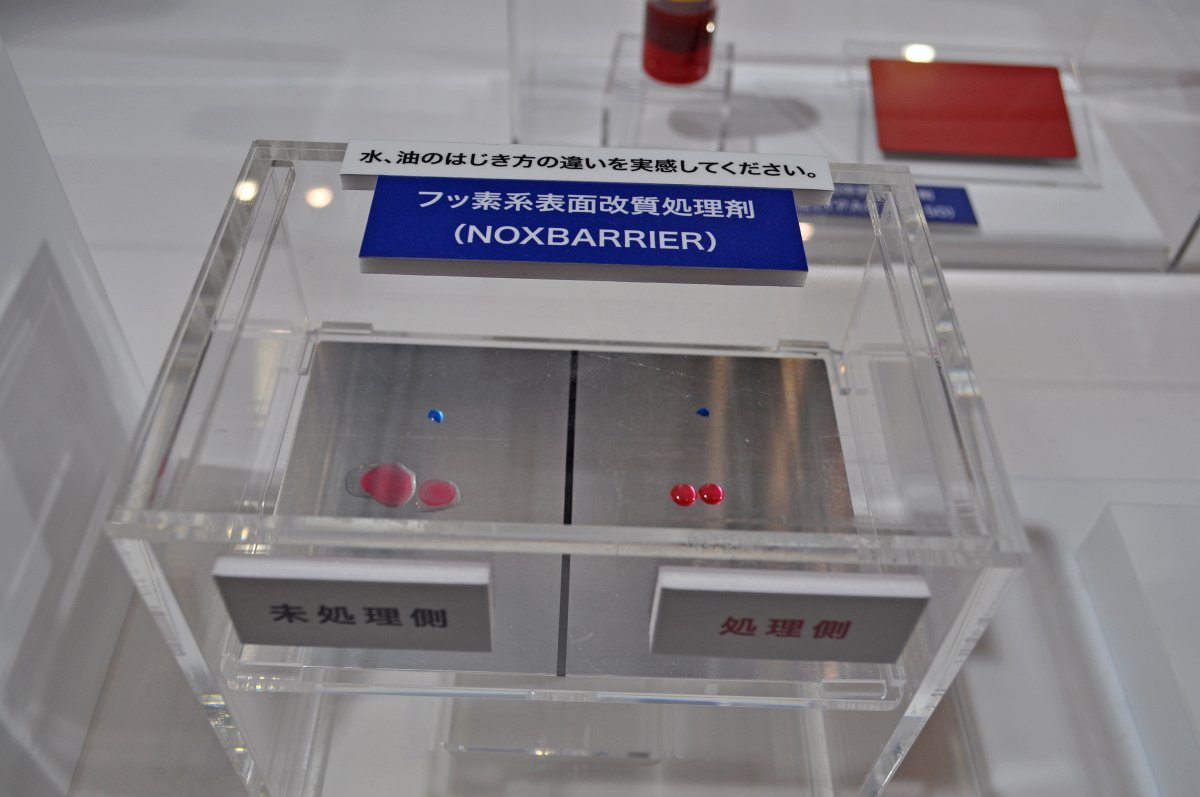 水、油のはじき方の違いを実感してください。
フッ素系表面改質処理剤
(NOXBARRIER)
未処理側
処理側